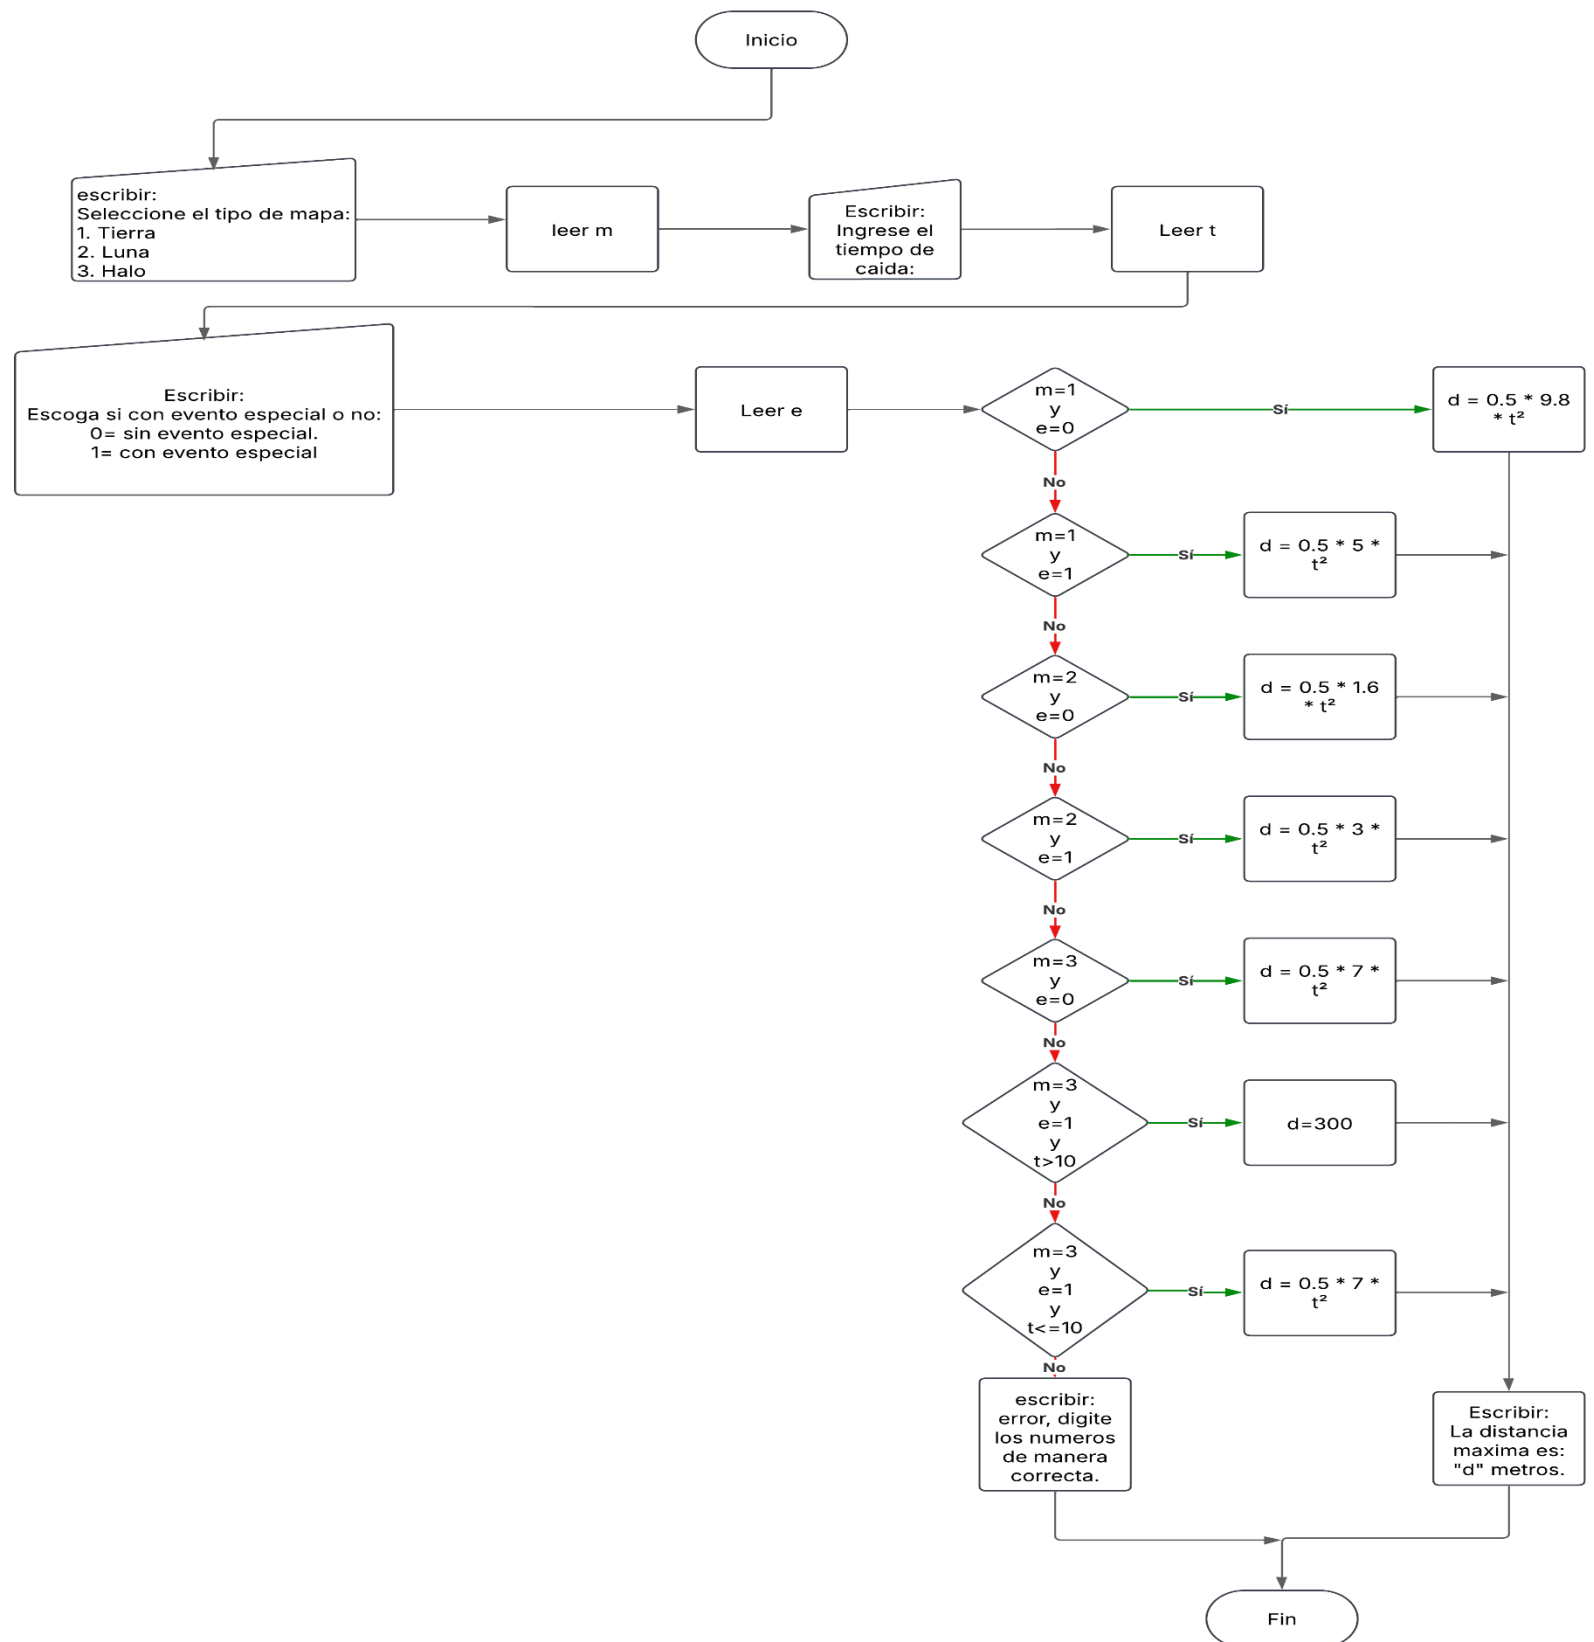 Inicio
escribir:
Seleccione el tipo de mapa:
1. Tierra
2. Luna
3. Halo
leer m
Escribir:
Ingrese el
tiempo de
caida:
Leer t
Escribir:
Escoga si con evento especial o no:
0= sin evento especial.
1= con evento especial
Leer e
m=1
y
e=0
Sí
d = 0.5 * 9.8
* t²
No
m=1
y
e=1
Sí
d = 0.5 * 5 *
t²
No
m=2
y
e=0
Sí
d = 0.5 * 1.6
* t²
No
m=2
y
e=1
Sí
d = 0.5 * 3 *
t²
No
m=3
y
e=0
Sí
d = 0.5 * 7 *
t²
No
m=3
y
e=1
y
t>10
Sí
d=300
No
m=3
y
e=1
y
t<=10
Sí
d = 0.5 * 7 *
t²
No
escribir:
error, digite
los numeros
de manera
correcta.
Escribir:
La distancia
maxima es:
"d" metros.
Fin